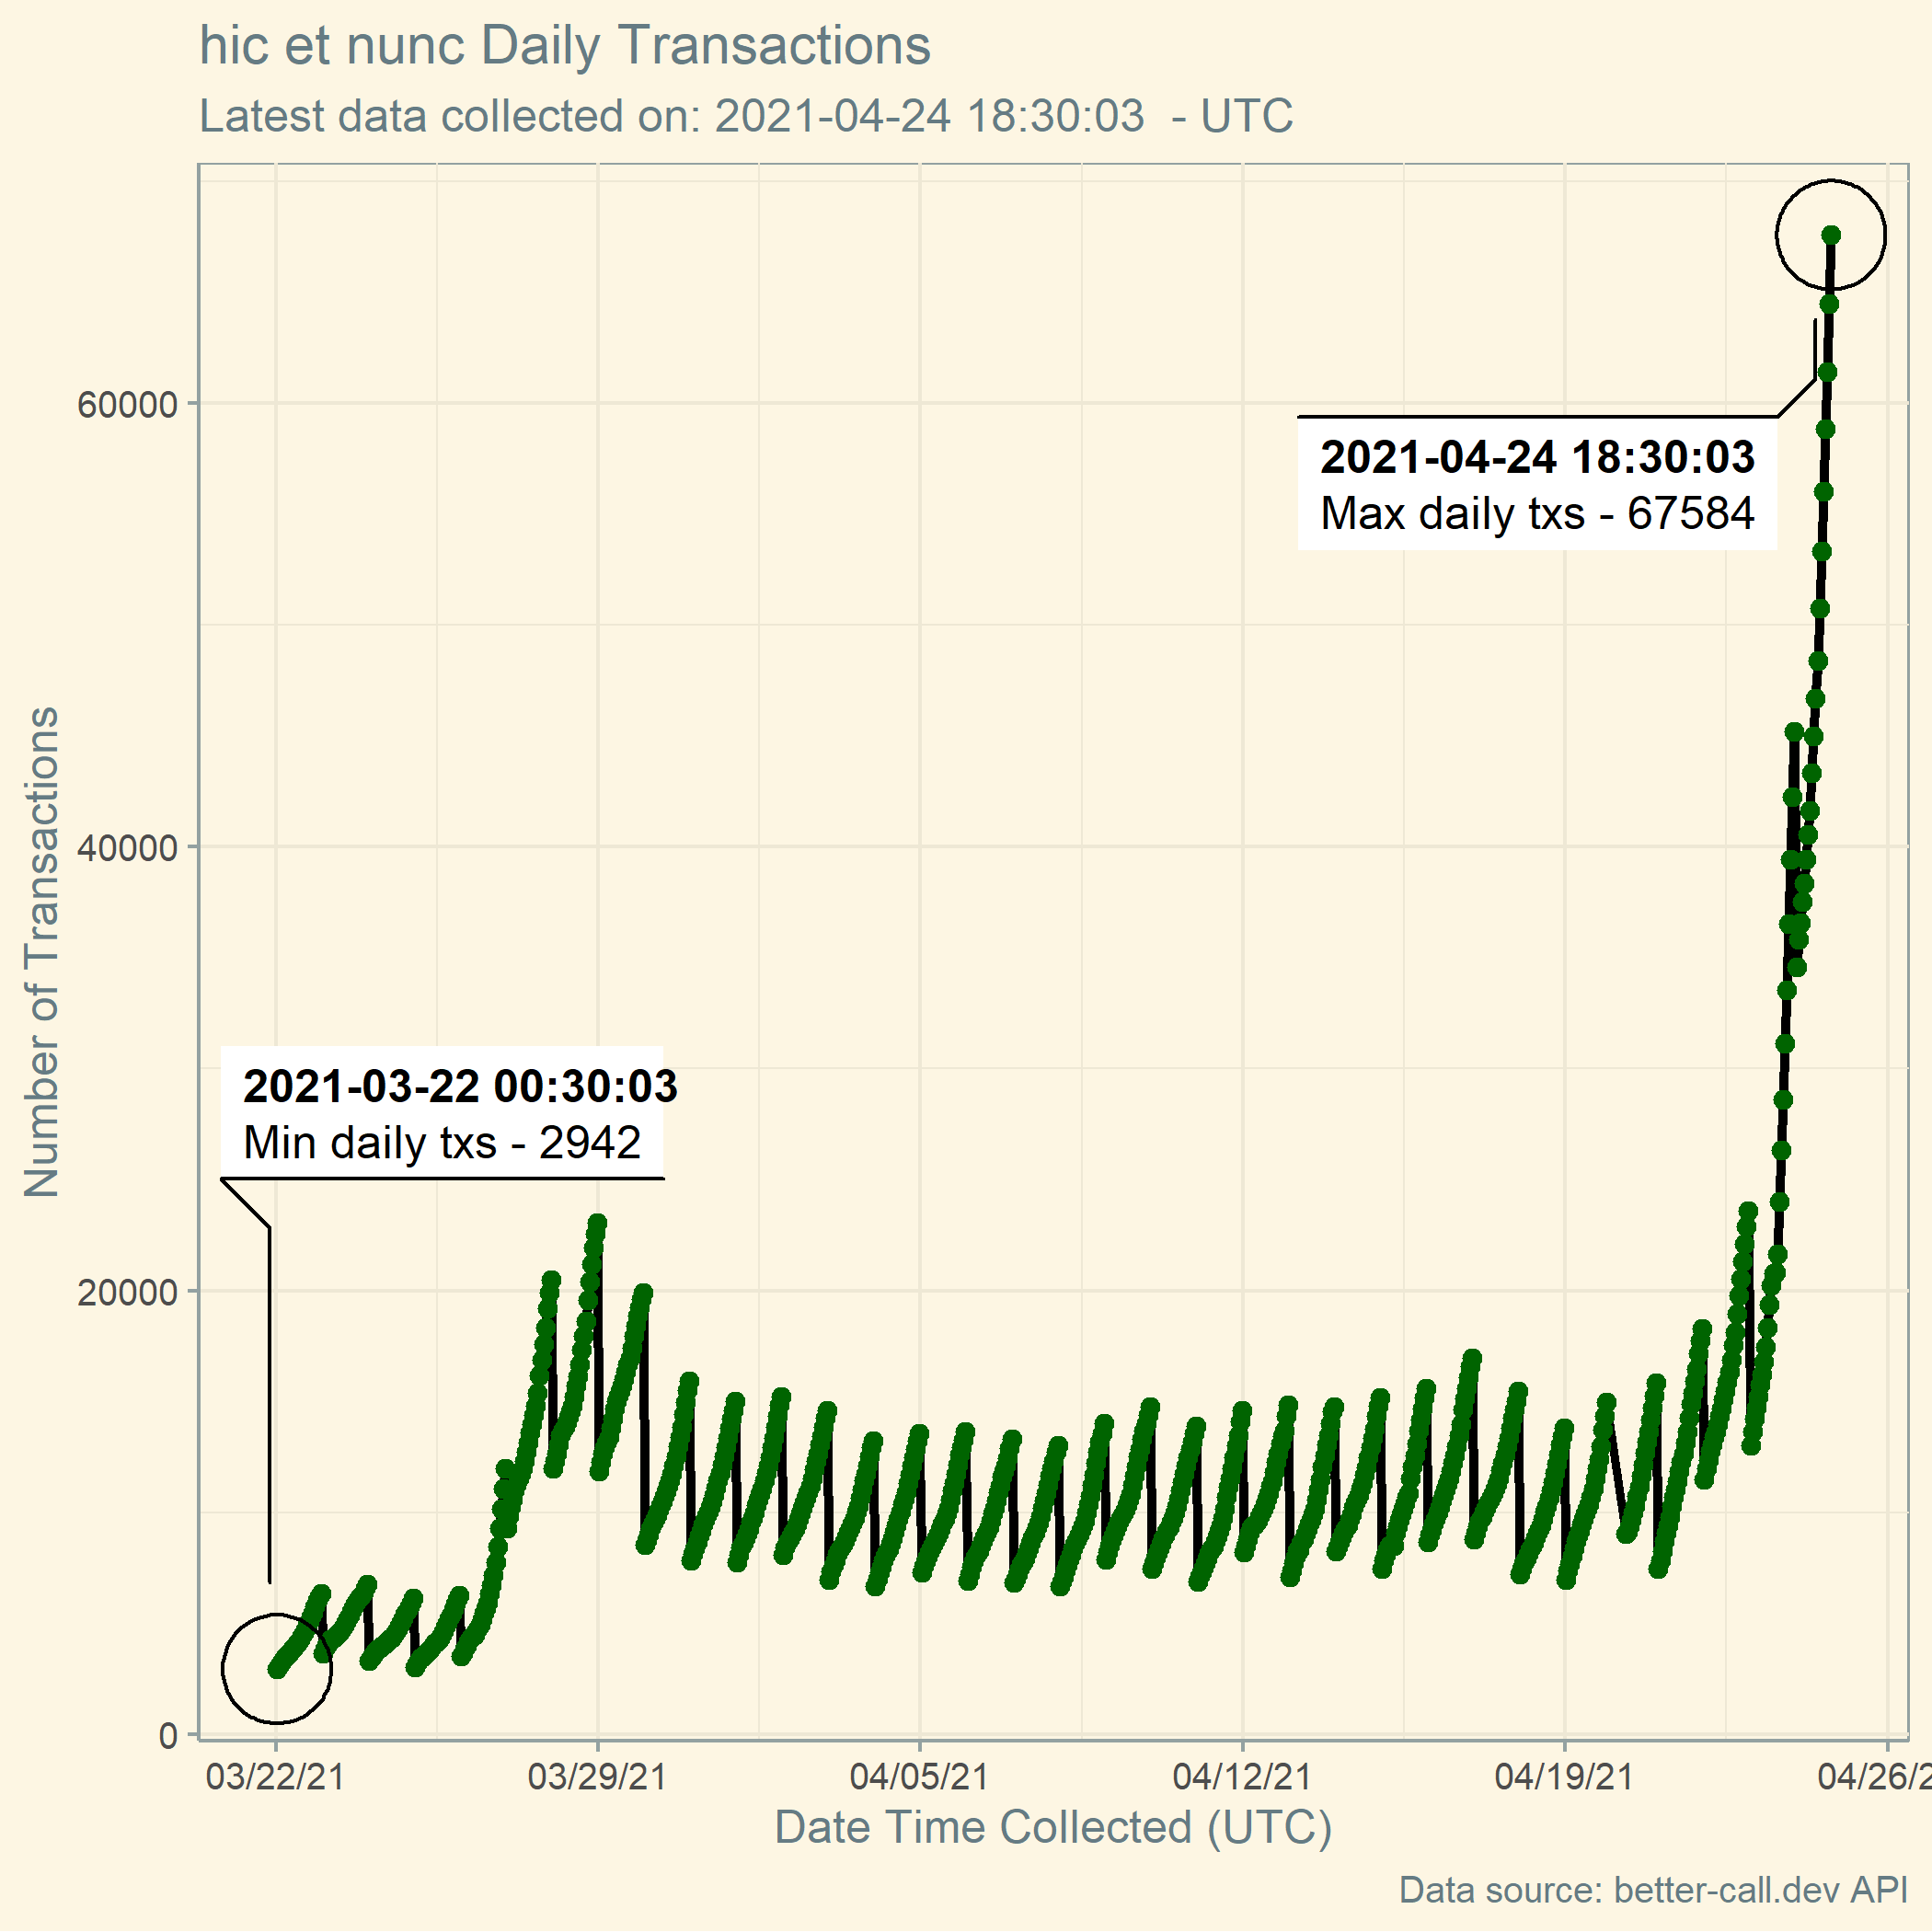 hic et nunc Daily Transactions
Latest data collected on: 2021-04-24 18:30:03  - UTC
Number of Transactions
60000
40000
20000
0
2021-04-24 18:30:03
Max daily txs - 67584
2021-03-22 00:30:03
Min daily txs - 2942
03/22/21 03/29/21 04/05/21 04/12/21 04/19/21 04/26/2
Date Time Collected (UTC)
Data source: better-call.dev API